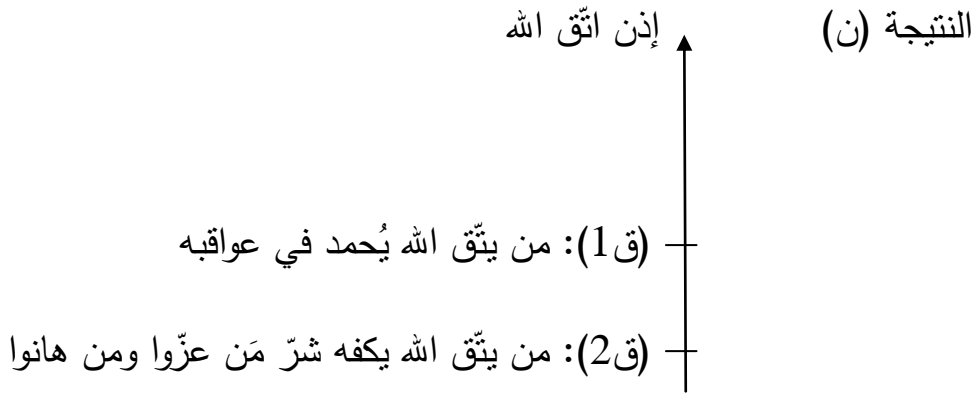 النتيجة (ن) إذن اتّق الله
(ق1): من يتّق الله يُحمد في عواقبه
(ق2): من يتّق الله يكفه شرّ مَن عزّوا ومن هانوا